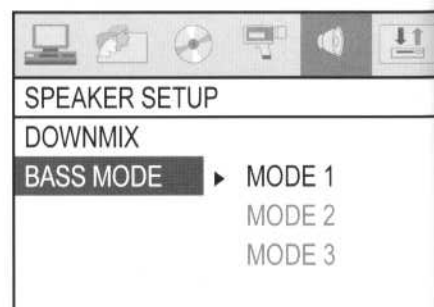 SPEAKER SETUP
DOWNMIX
BASS MODE ▸ MODE 1
MODE 2
MODE 3